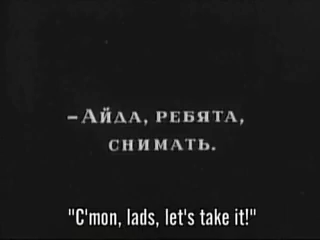 –АЙДА, РЕБЯТА,
СНИМАТЬ.
"C'mon, lads, let's take it!"